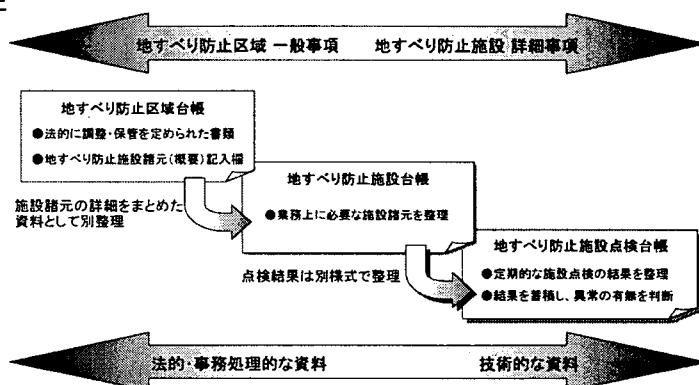 地すべり防止区域 一般事項 地すべり防止施設 詳細事項
地すべり防止区域台帳
●法的に調整・保管を定められた書類
●地すべり防止施設諸元(概要)記入欄
施設諸元の詳細をまとめた
資料として別整理
地すべり防止施設台帳
●業務上に必要な施設諸元を整理
点検結果は別様式で整理
地すべり防止施設点検台帳
●定期的な施設点検の結果を整理
●結果を蓄積し、異常の有無を判断
法的・事務処理的な資料 技術的な資料